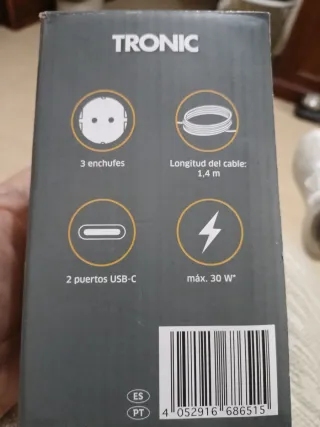 TRONIC
3 enchufes
Longitud del cable:
1,4 m
2 puertos USB-C
máx. 30 W*
ES
PT
4 052916 686515